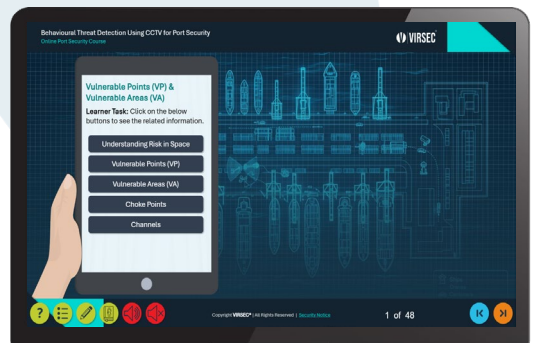 Behavioural Threat Detection Using CCTV for Port Security
Online Port Security Course
VIRSEC
Vulnerable Points (VP) &
Vulnerable Areas (VA)
Learner Task: Click on the below
buttons to see the related information.
Understanding Risk in Space
Vulnerable Points (VP)
Vulnerable Areas (VA)
Choke Points
Channels
?
Copyright VIRSEC® | All Rights Reserved | Security Notice
1 of 48